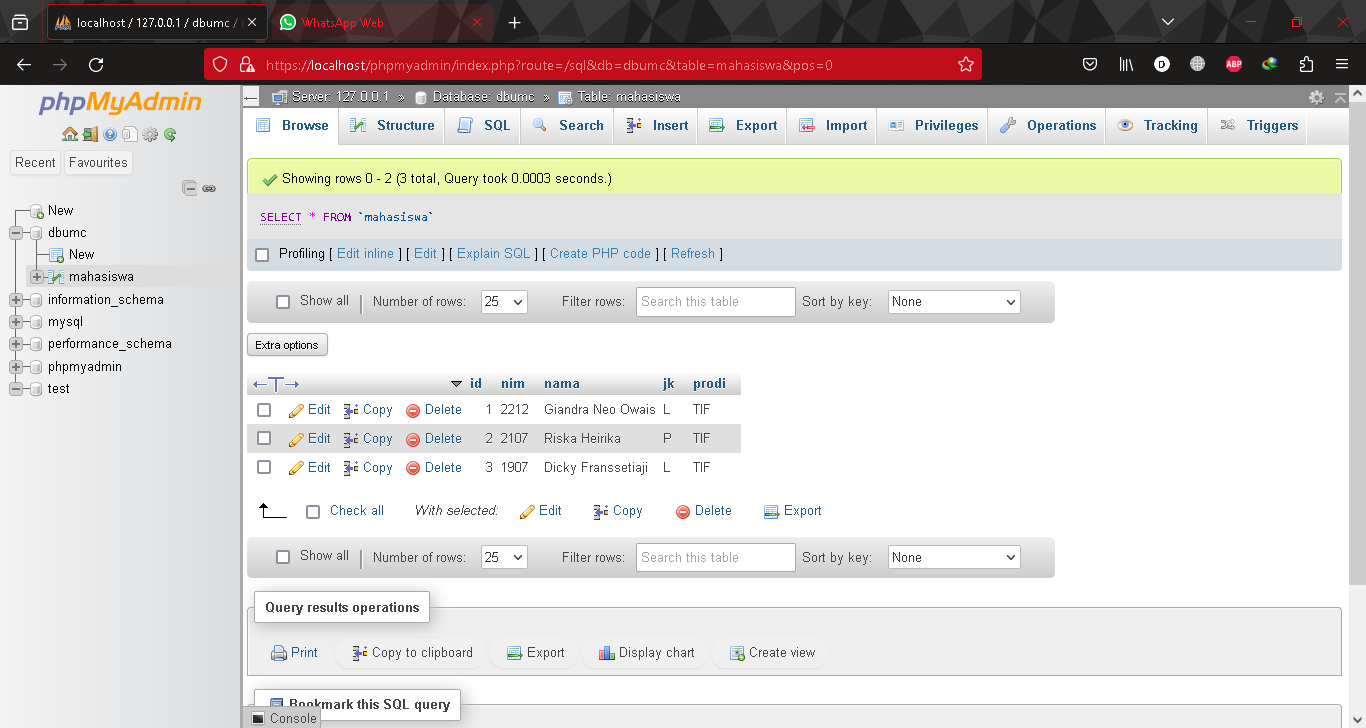 localhost / 127.0.0.1 / dbumc /
WhatsApp Web
https://localhost/phpmyadmin/index.php?route=/sql&db=dbumc&table=mahasiswa&pos=0
ABP
phpMyAdmin
Recent Favourites
New
dbumc
New
mahasiswa
information_schema
mysql
performance_schema
phpmyadmin
test
Server: 127.0.0.1 » Database: dbumc » Table: mahasiswa
Browse Structure SQL Search Insert Export Import Privileges Operations Tracking Triggers
Showing rows 0 - 2 (3 total, Query took 0.0003 seconds.)
SELECT * FROM `mahasiswa`
Profiling [ Edit inline ] [ Edit ] [ Explain SQL ] [ Create PHP code ] [ Refresh ]
Show all | Number of rows: 25 Filter rows: Search this table Sort by key: None
Extra options
←T→ id nim nama jk prodi
Edit Copy Delete 1 2212 Giandra Neo Owais L TIF
Edit Copy Delete 2 2107 Riska Heirika P TIF
Edit Copy Delete 3 1907 Dicky Franssetiaji L TIF
Check all With selected: Edit Copy Delete Export
Show all | Number of rows: 25 Filter rows: Search this table Sort by key: None
Query results operations
Print Copy to clipboard Export Display chart Create view
Bookmark this SQL query
Console